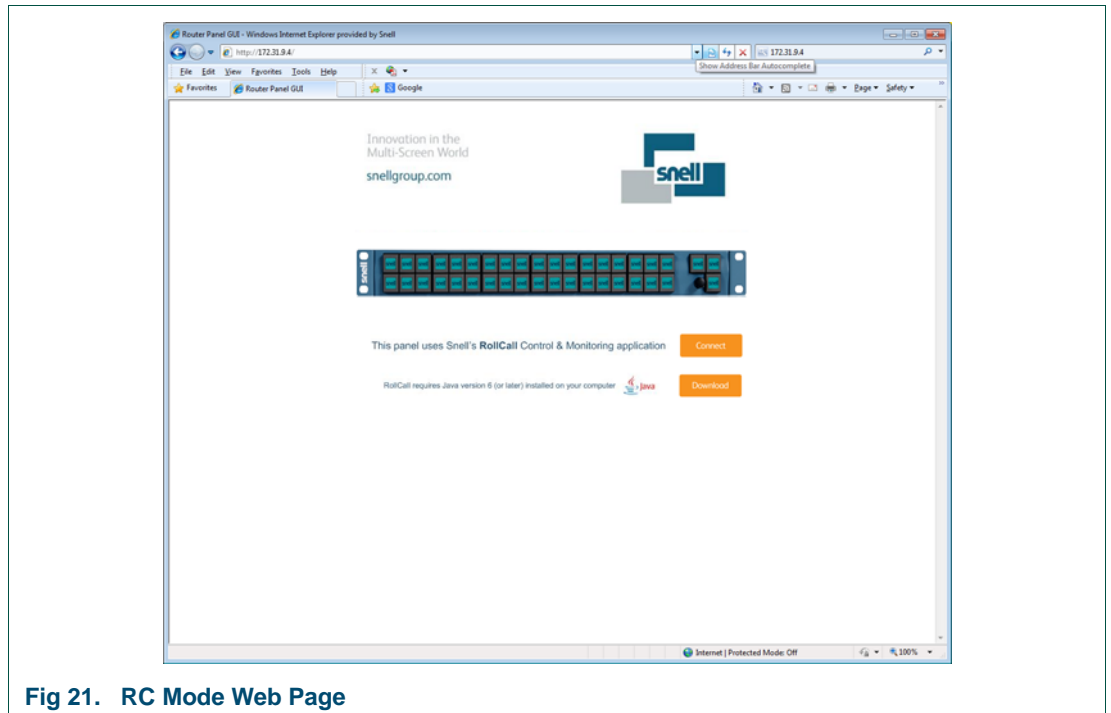 Router Panel GUI - Windows Internet Explorer provided by Snell
http://172.31.9.4/
172.31.9.4
Show Address Bar Autocomplete
File Edit View Favorites Tools Help
Favorites Router Panel GUI Google Page Safety
Innovation in the
Multi-Screen World
snellgroup.com
snell
snell
This panel uses Snell's RollCall Control & Monitoring application Connect
RollCall requires Java version 6 (or later) installed on your computer Java Download
Internet | Protected Mode: Off 100%
Fig 21. RC Mode Web Page